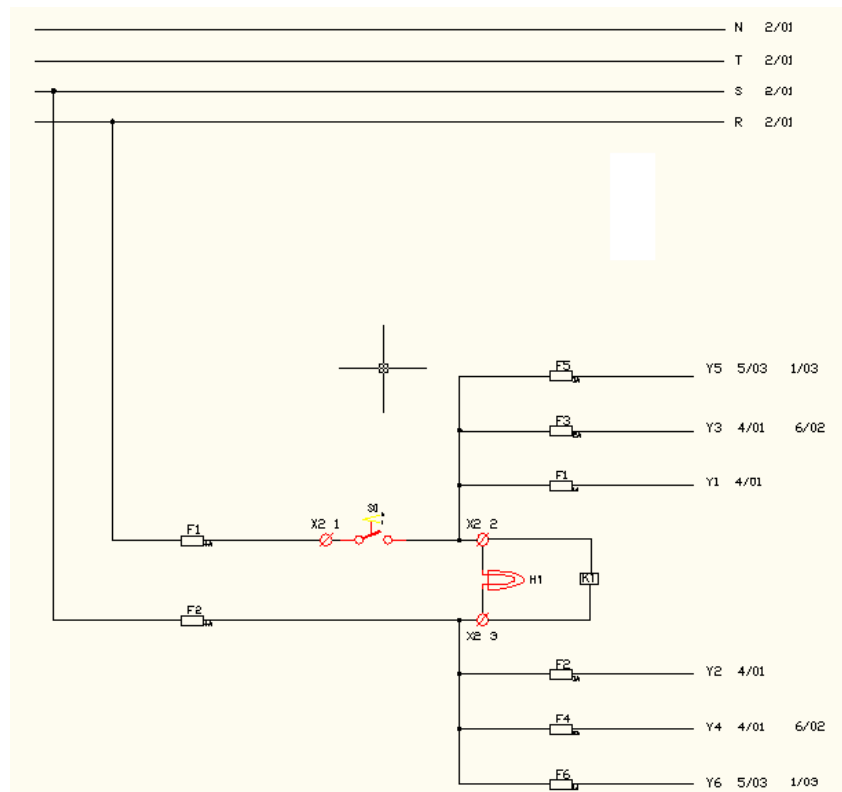 N 2/01
T 2/01
S 2/01
R 2/01
F5 Y5 5/03 1/03
F3 Y3 4/01 6/02
F1 Y1 4/01
F1 X2 1 X2 2
H1 K1
F2
X2 3
F2 Y2 4/01
F4 Y4 4/01 6/02
F6 Y6 5/03 1/03